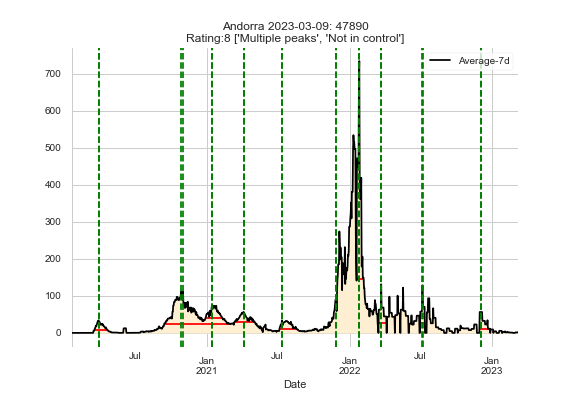 Andorra 2023-03-09: 47890
Rating:8 ['Multiple peaks', 'Not in control']
Average-7d
700
600
500
400
300
200
100
0
Jul
Jan
2021
Jul
Jan
2022
Jul
Jan
2023
Date